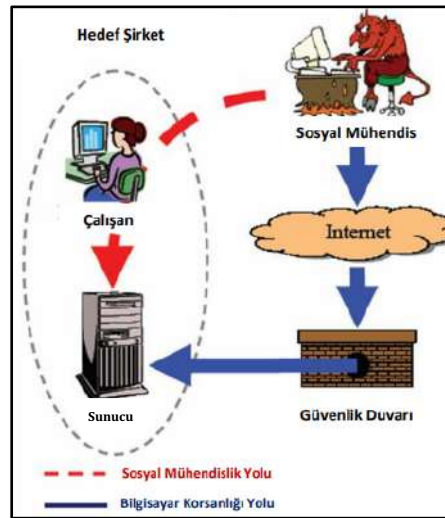 Hedef Şirket
Sosyal Mühendis
Çalışan
Internet
Sunucu
Güvenlik Duvarı
Sosyal Mühendislik Yolu
Bilgisayar Korsanlığı Yolu